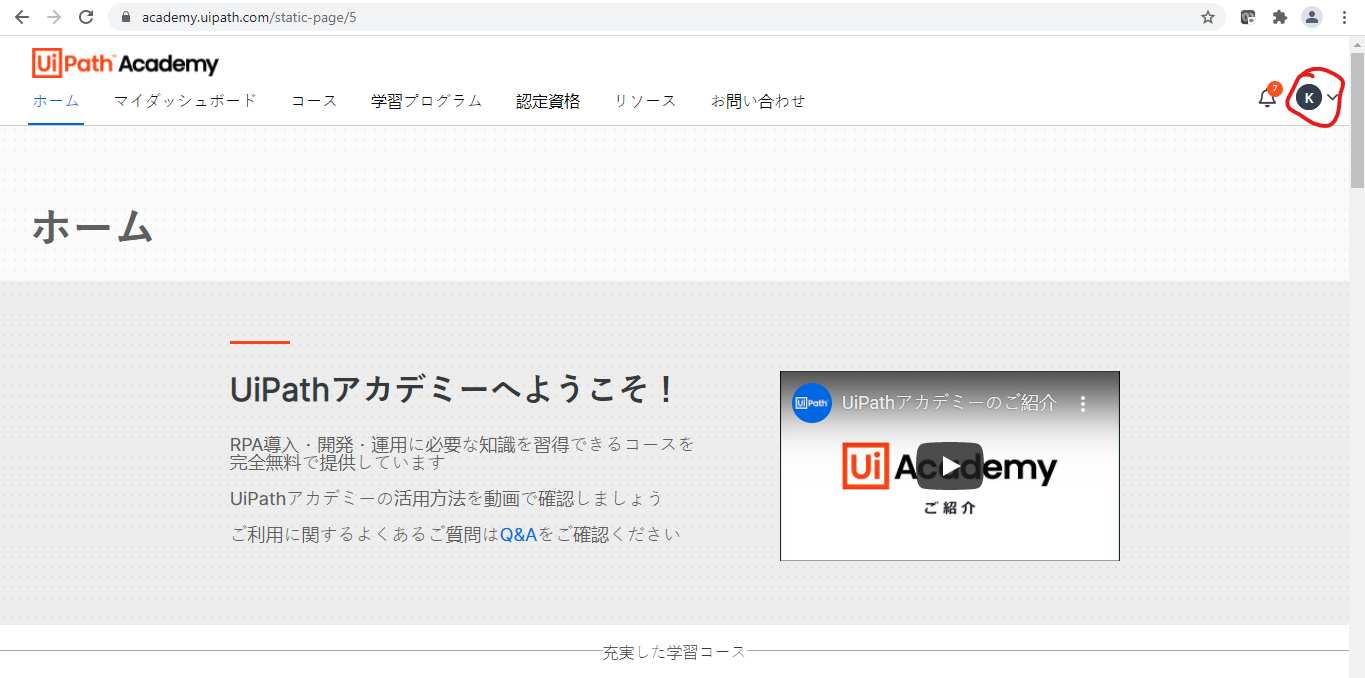 academy.uipath.com/static-page/5
UiPath™ Academy
ホーム マイダッシュボード コース 学習プログラム 認定資格 リソース お問い合わせ 7 K
ホーム
UiPathアカデミーへようこそ！
RPA導入・開発・運用に必要な知識を習得できるコースを
完全無料で提供しています
UiPathアカデミーの活用方法を動画で確認しましょう
ご利用に関するよくあるご質問はQ&Aをご確認ください
UiPath UiPathアカデミーのご紹介
Ui Academy
ご紹介
充実した学習コース